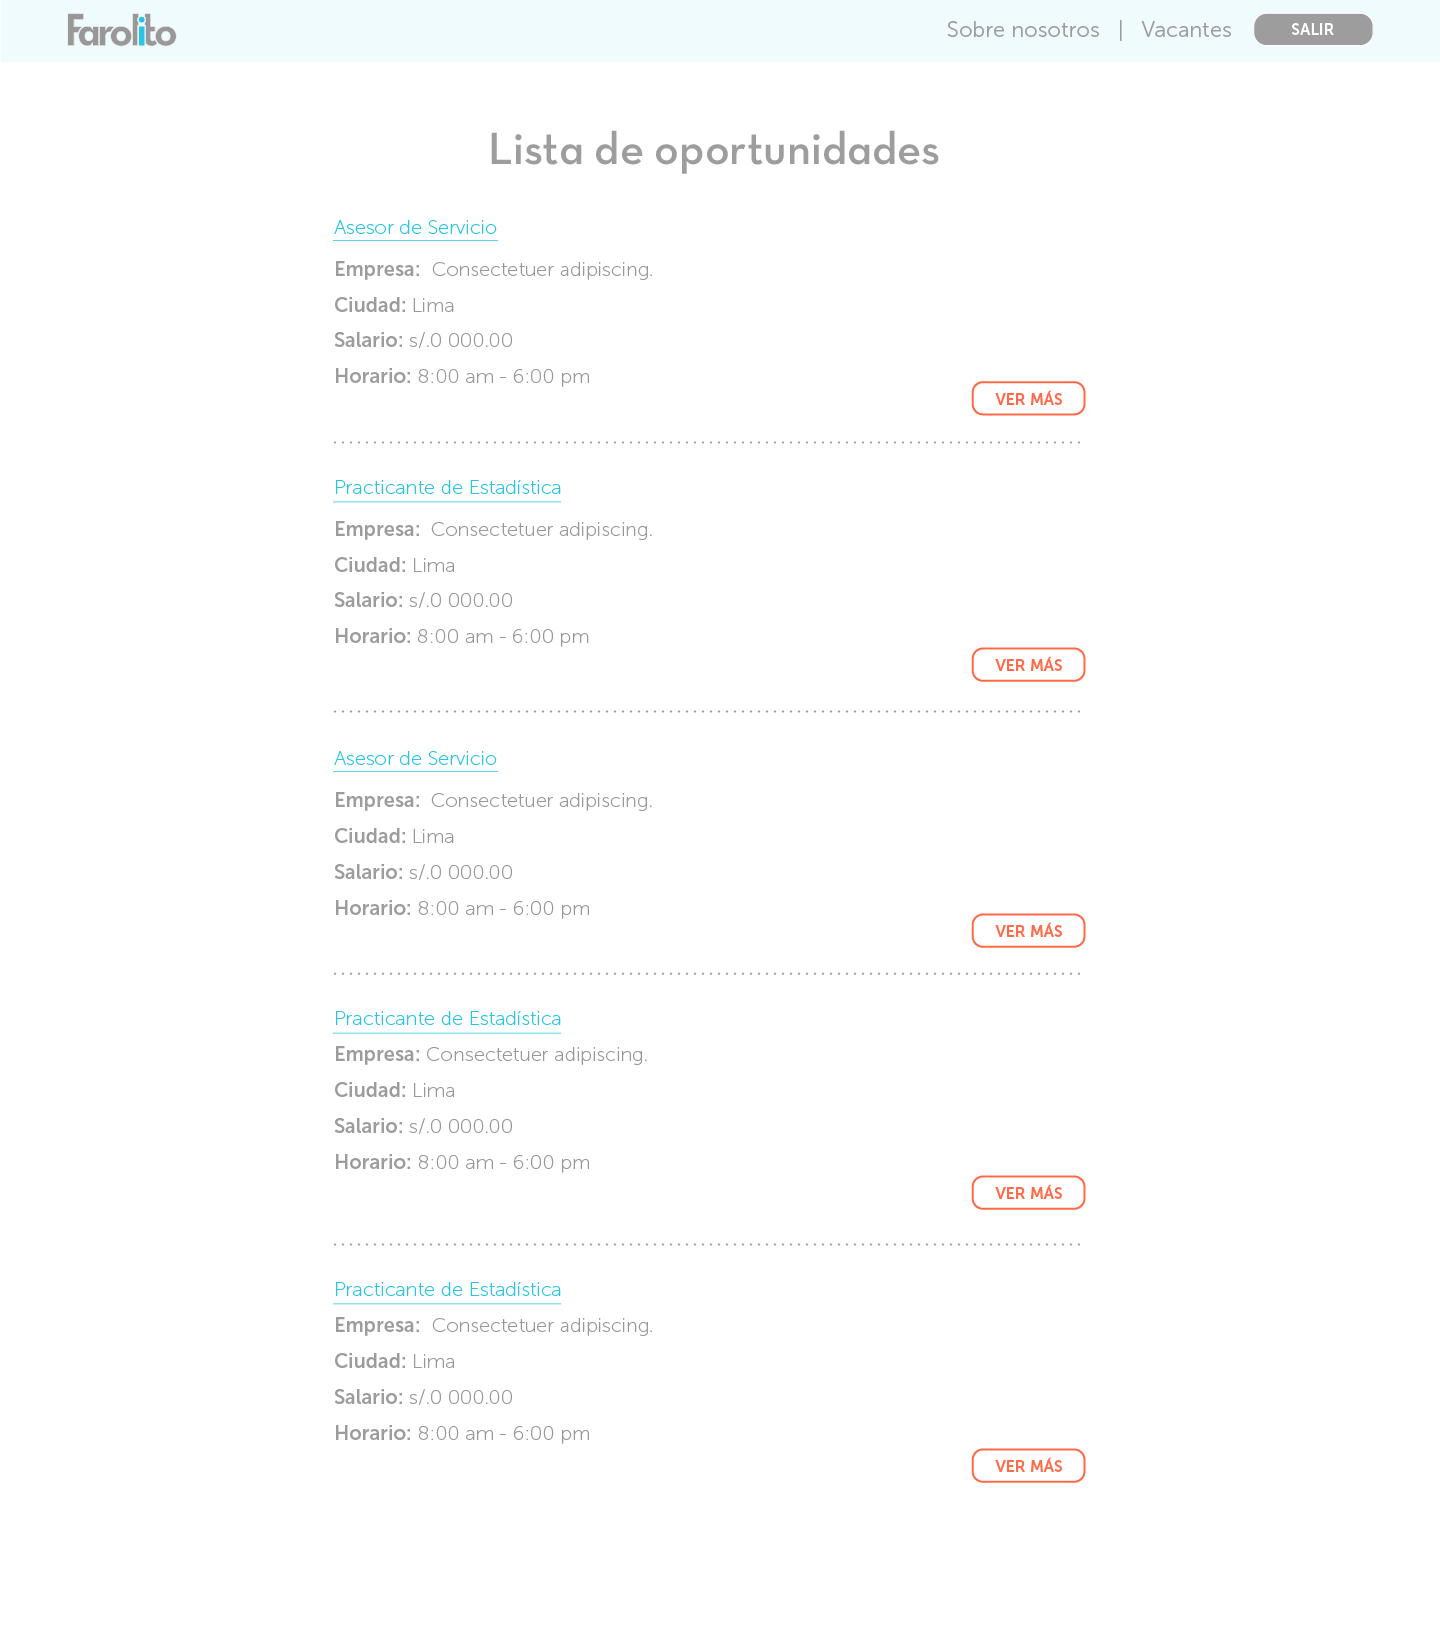 Farolito
Sobre nosotros | Vacantes SALIR
Lista de oportunidades
Asesor de Servicio
Empresa: Consectetuer adipiscing.
Ciudad: Lima
Salario: s/.0 000.00
Horario: 8:00 am - 6:00 pm
VER MÁS
Practicante de Estadística
Empresa: Consectetuer adipiscing.
Ciudad: Lima
Salario: s/.0 000.00
Horario: 8:00 am - 6:00 pm
VER MÁS
Asesor de Servicio
Empresa: Consectetuer adipiscing.
Ciudad: Lima
Salario: s/.0 000.00
Horario: 8:00 am - 6:00 pm
VER MÁS
Practicante de Estadística
Empresa: Consectetuer adipiscing.
Ciudad: Lima
Salario: s/.0 000.00
Horario: 8:00 am - 6:00 pm
VER MÁS
Practicante de Estadística
Empresa: Consectetuer adipiscing.
Ciudad: Lima
Salario: s/.0 000.00
Horario: 8:00 am - 6:00 pm
VER MÁS